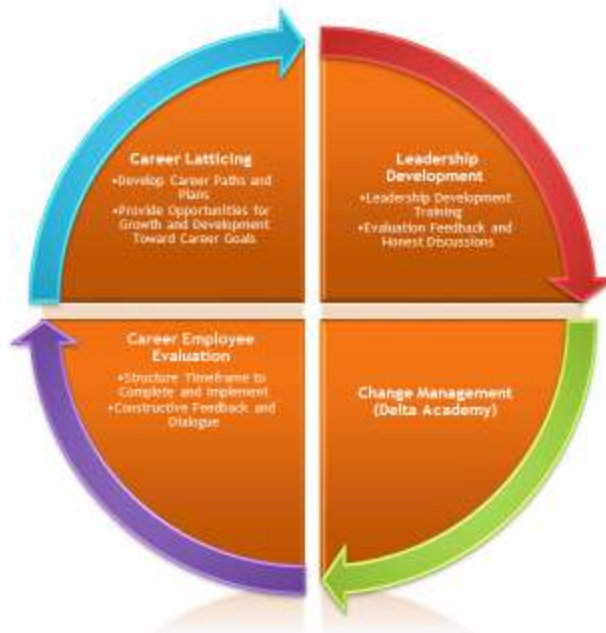 Career Latticing
•Develop Career Paths and
Plans
•Provide Opportunities for
Growth and Development
Toward Career Goals
Leadership
Development
•Leadership Development
Training
•Evaluation Feedback and
Honest Discussions
Career Employee
Evaluation
•Structure Timeframe to
Complete and Implement
•Constructive Feedback and
Dialogue
Change Management
(Delta Academy)